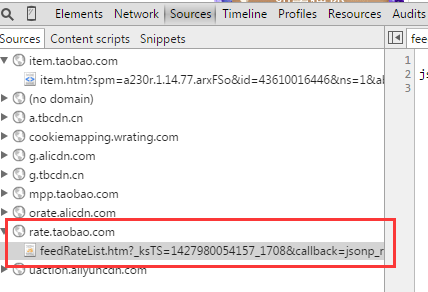 Elements Network Sources Timeline Profiles Resources Audits
Sources Content scripts Snippets
item.taobao.com
item.htm?spm=a230r.1.14.77.arxFSo&id=43610016446&ns=1&ab
(no domain)
a.tbcdn.cn
cookiemapping.wrating.com
g.alicdn.com
g.tbcdn.cn
mpp.taobao.com
orate.alicdn.com
rate.taobao.com
feedRateList.htm?_ksTS=1427980054157_1708&callback=jsonp_r
uaction.aliyuncdn.com
fee
1
2 js
3